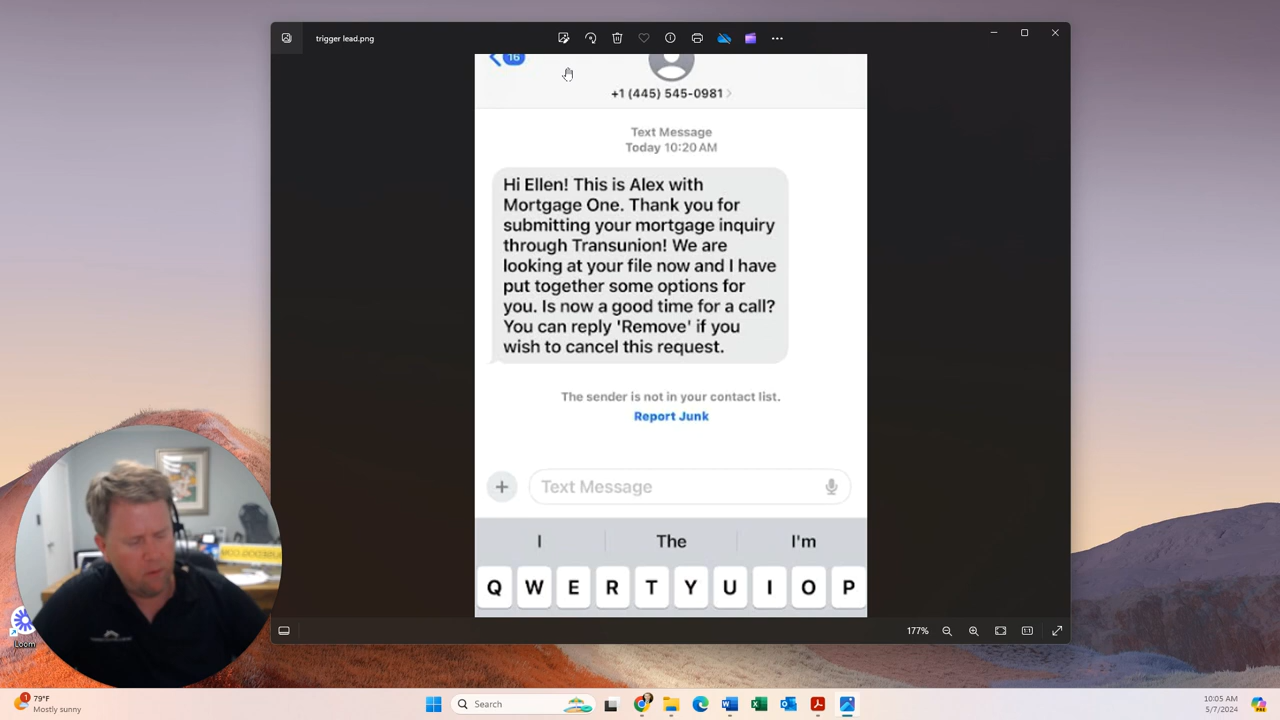 trigger lead.png
16
+1 (445) 545-0981
Text Message
Today 10:20 AM
Hi Ellen! This is Alex with
Mortgage One. Thank you for
submitting your mortgage inquiry
through Transunion! We are
looking at your file now and I have
put together some options for
you. Is now a good time for a call?
You can reply 'Remove' if you
wish to cancel this request.
The sender is not in your contact list.
Report Junk
Text Message
I The I'm
Q W E R T Y U I O P
177%
Loom
1
79°F
Mostly sunny
Search
10:05 AM
5/7/2024